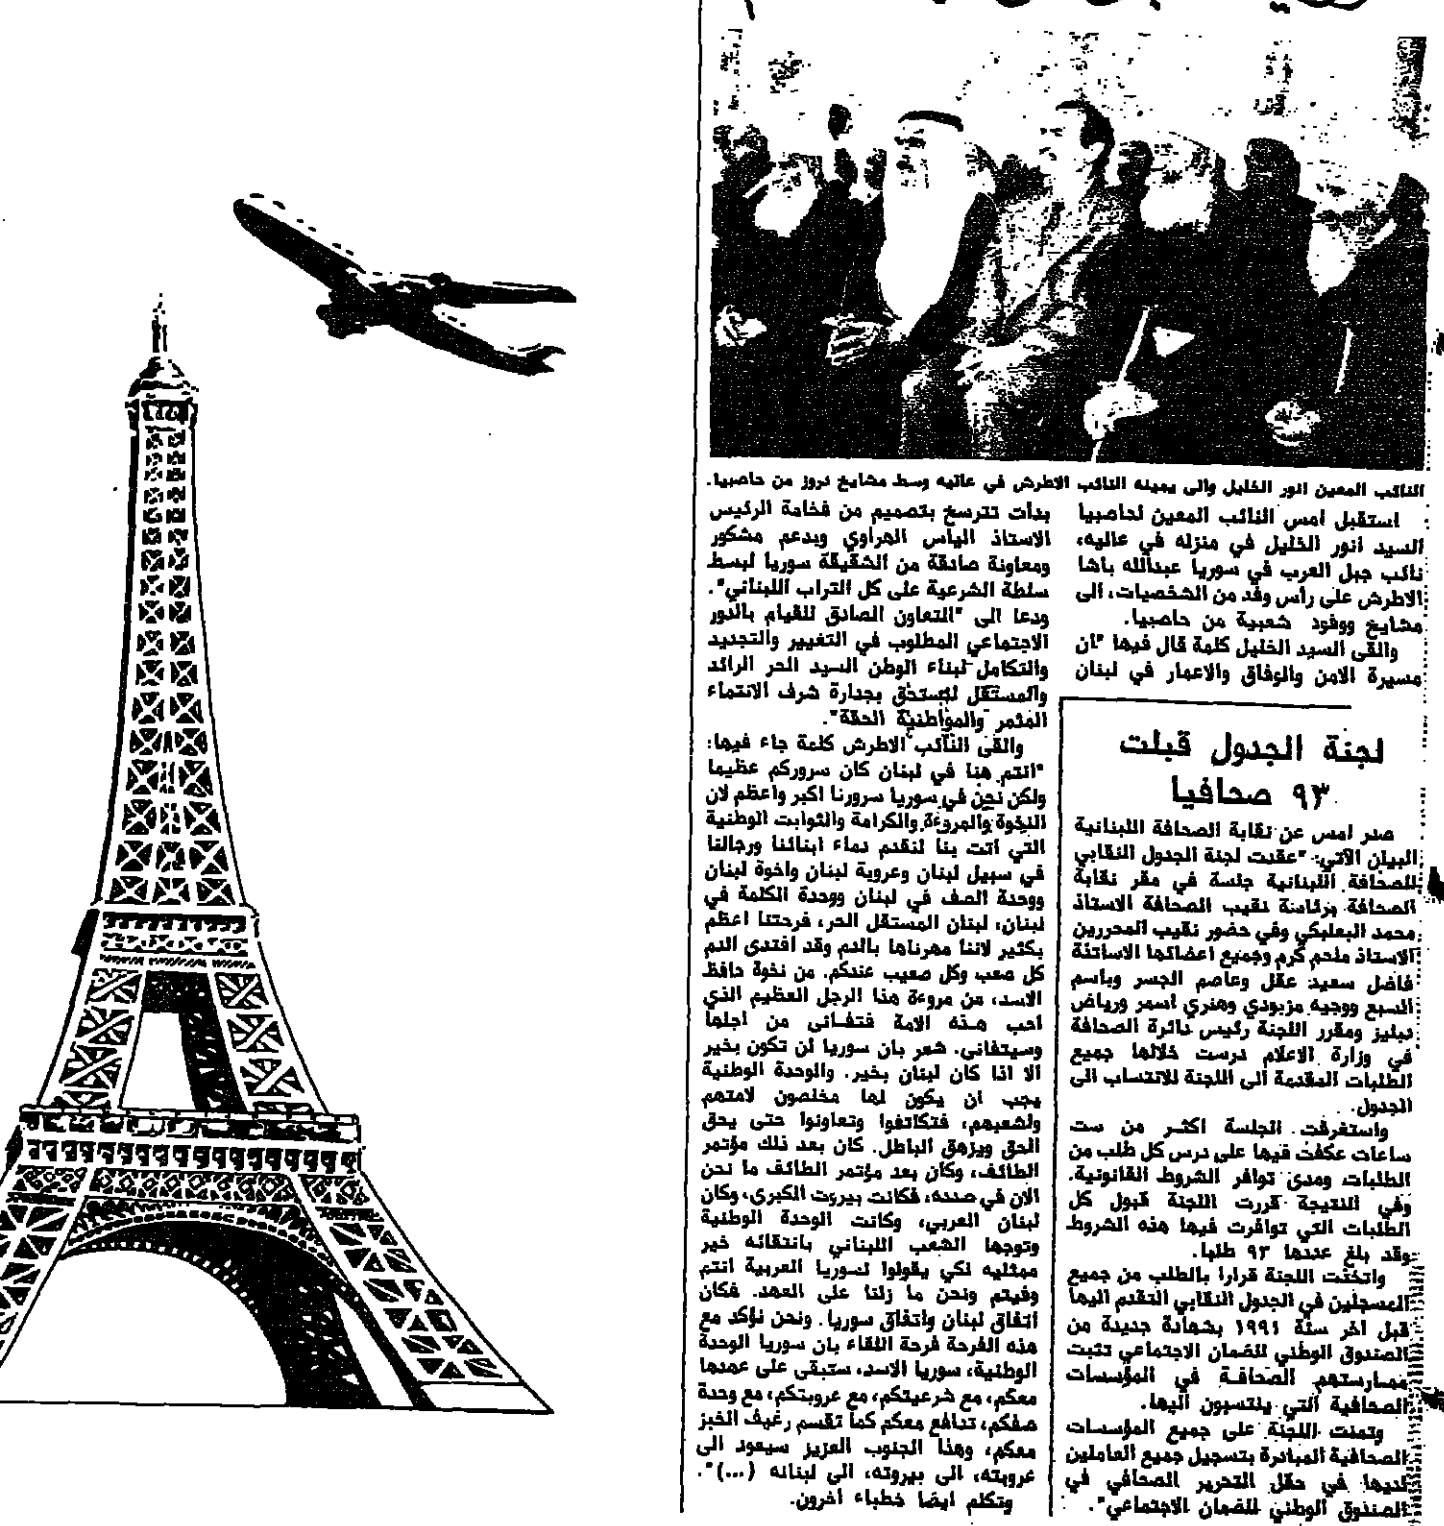 النائب المعين انور الخليل والى يمينه النائب الاطرش في عاليه وسط مشايخ دروز من حاصبيا.
استقبل امس النائب المعين لحاصبيا
السيد انور الخليل في منزله في عاليه،
نائب جبل العرب في سوريا عبدالله باشا
الاطرش على رأس وفد من الشخصيات، الى
مشايخ ووفود شعبية من حاصبيا.
والقى السيد الخليل كلمة قال فيها "ان
مسيرة الامن والوفاق والاعمار في لبنان
بدأت تترسخ بتصميم من فخامة الرئيس
الاستاذ الياس الهراوي وبدعم مشكور
ومعاونة صادقة من الشقيقة سوريا لبسط
سلطة الشرعية على كل التراب اللبناني".
ودعا الى "التعاون الصادق للقيام بالدور
الاجتماعي المطلوب في التغيير والتجديد
والتكامل لبناء الوطن السيد الحر الرائد
والمستقل لنستحق بجدارة شرف الانتماء
المثمر والمواطنية الحقة".
والقى النائب الاطرش كلمة جاء فيها:
"انتم هنا في لبنان كان سروركم عظيما
ولكن نحن في سوريا سرورنا اكبر واعظم لان
النخوة والمروءة والكرامة والثوابت الوطنية
التي اتت بنا لنقدم دماء ابنائنا ورجالنا
في سبيل لبنان وعروبة لبنان واخوة لبنان
ووحدة الصف في لبنان ووحدة الكلمة في
لبنان، لبنان المستقل الحر، فرحتنا اعظم
بكثير لاننا مهرناها بالدم وقد افتدى الدم
كل صعب وكل صعيب عندكم. من نخوة حافظ
الاسد، من مروءة هذا الرجل العظيم الذي
احب هذه الامة فتفانى من اجلها
وسيتفانى. شعر بان سوريا لن تكون بخير
الا اذا كان لبنان بخير. والوحدة الوطنية
يجب ان يكون لها مخلصون لامتهم
ولشعبهم، فتكاتفوا وتعاونوا حتى يحق
الحق ويزهق الباطل. كان بعد ذلك مؤتمر
الطائف، وكان بعد مؤتمر الطائف ما نحن
الان في صدده، فكانت بيروت الكبرى، وكان
لبنان العربي، وكانت الوحدة الوطنية
وتوجها الشعب اللبناني بانتقائه خير
ممثليه لكي يقولوا لسوريا العربية انتم
وفيتم ونحن ما زلنا على العهد. فكان
اتفاق لبنان واتفاق سوريا. ونحن نؤكد مع
هذه الفرحة فرحة اللقاء بان سوريا الوحدة
الوطنية، سوريا الاسد، ستبقى على عهدها
معكم، مع شرعيتكم، مع عروبتكم، مع وحدة
صفكم، تدافع معكم كما تقسم رغيف الخبز
معكم، وهذا الجنوب العزيز سيعود الى
عروبته، الى بيروته، الى لبنانه (...)".
وتكلم ايضا خطباء آخرون.
لجنة الجدول قبلت
٩٣ صحافيا
صدر امس عن نقابة الصحافة اللبنانية
البيان الآتي: "عقدت لجنة الجدول النقابي
للصحافة اللبنانية جلسة في مقر نقابة
الصحافة برئاسة نقيب الصحافة الاستاذ
محمد البعلبكي وفي حضور نقيب المحررين
الاستاذ ملحم كرم وجميع اعضائها الاساتذة
فاضل سعيد عقل وعاصم الجسر وباسم
السبع ووجيه مزبودي وهنري اسمر ورياض
دبليز ومقرر اللجنة رئيس دائرة الصحافة
في وزارة الاعلام درست خلالها جميع
الطلبات المقدمة الى اللجنة للانتساب الى
الجدول.
واستغرقت الجلسة اكثر من ست
ساعات عكفت فيها على درس كل طلب من
الطلبات ومدى توافر الشروط القانونية.
وفي النتيجة قررت اللجنة قبول كل
الطلبات التي توافرت فيها هذه الشروط
وقد بلغ عددها ٩٣ طلبا.
واتخذت اللجنة قرارا بالطلب من جميع
المسجلين في الجدول النقابي التقدم اليها
قبل آخر سنة ١٩٩١ بشهادة جديدة من
الصندوق الوطني للضمان الاجتماعي تثبت
ممارستهم الصحافة في المؤسسات
الصحافية التي ينتسبون اليها.
وتمنت اللجنة على جميع المؤسسات
الصحافية المبادرة بتسجيل جميع العاملين
لديها في حقل التحرير الصحافي في
الصندوق الوطني للضمان الاجتماعي".